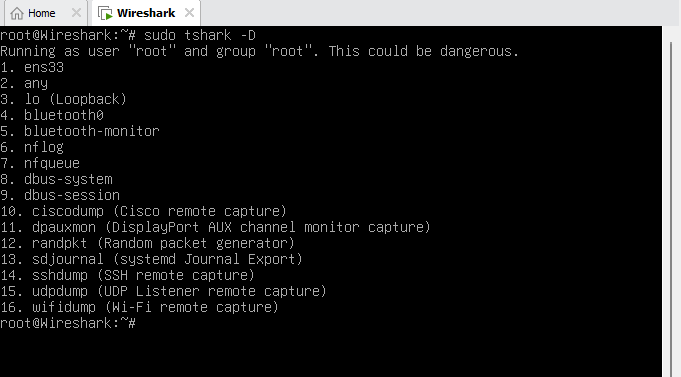 Home
Wireshark
root@Wireshark:~# sudo tshark -D
Running as user "root" and group "root". This could be dangerous.
1. ens33
2. any
3. lo (Loopback)
4. bluetooth0
5. bluetooth-monitor
6. nflog
7. nfqueue
8. dbus-system
9. dbus-session
10. ciscodump (Cisco remote capture)
11. dpauxmon (DisplayPort AUX channel monitor capture)
12. randpkt (Random packet generator)
13. sdjournal (systemd Journal Export)
14. sshdump (SSH remote capture)
15. udpdump (UDP Listener remote capture)
16. wifidump (Wi-Fi remote capture)
root@Wireshark:~#